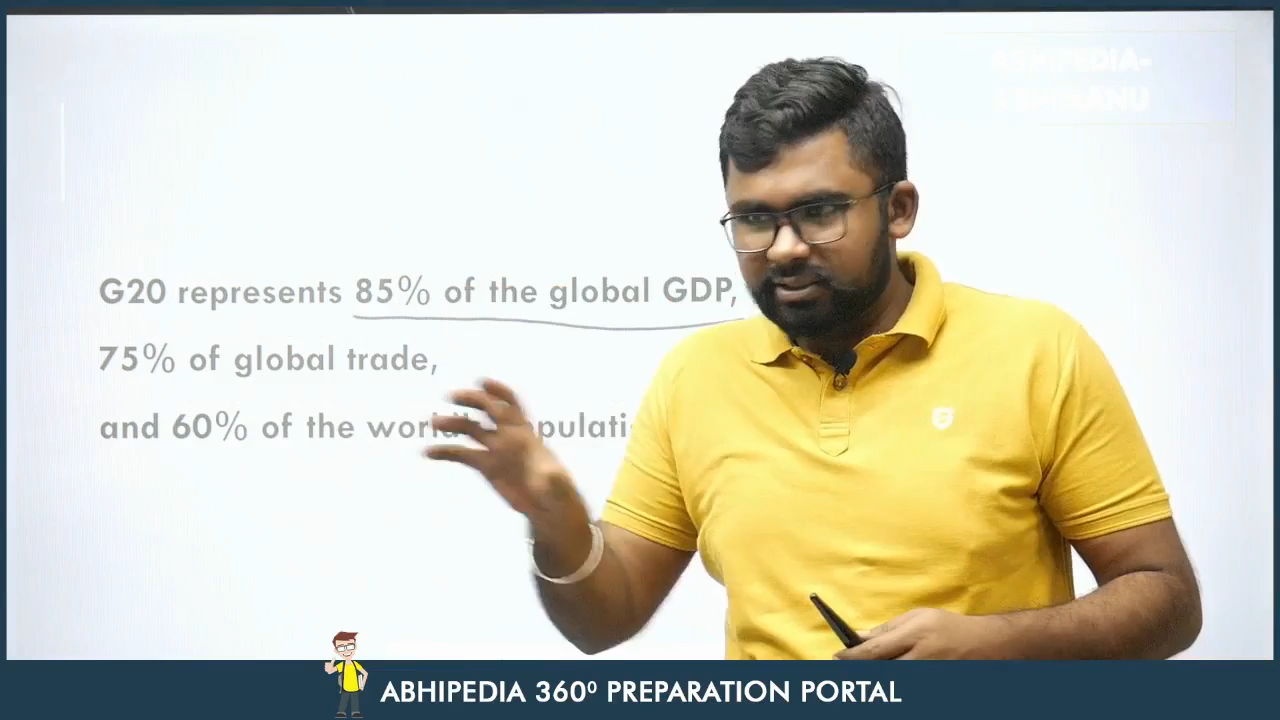 G20 represents 85% of the global GDP,
75% of global trade,
and 60% of the
ABHIPEDIA 360⁰ PREPARATION PORTAL